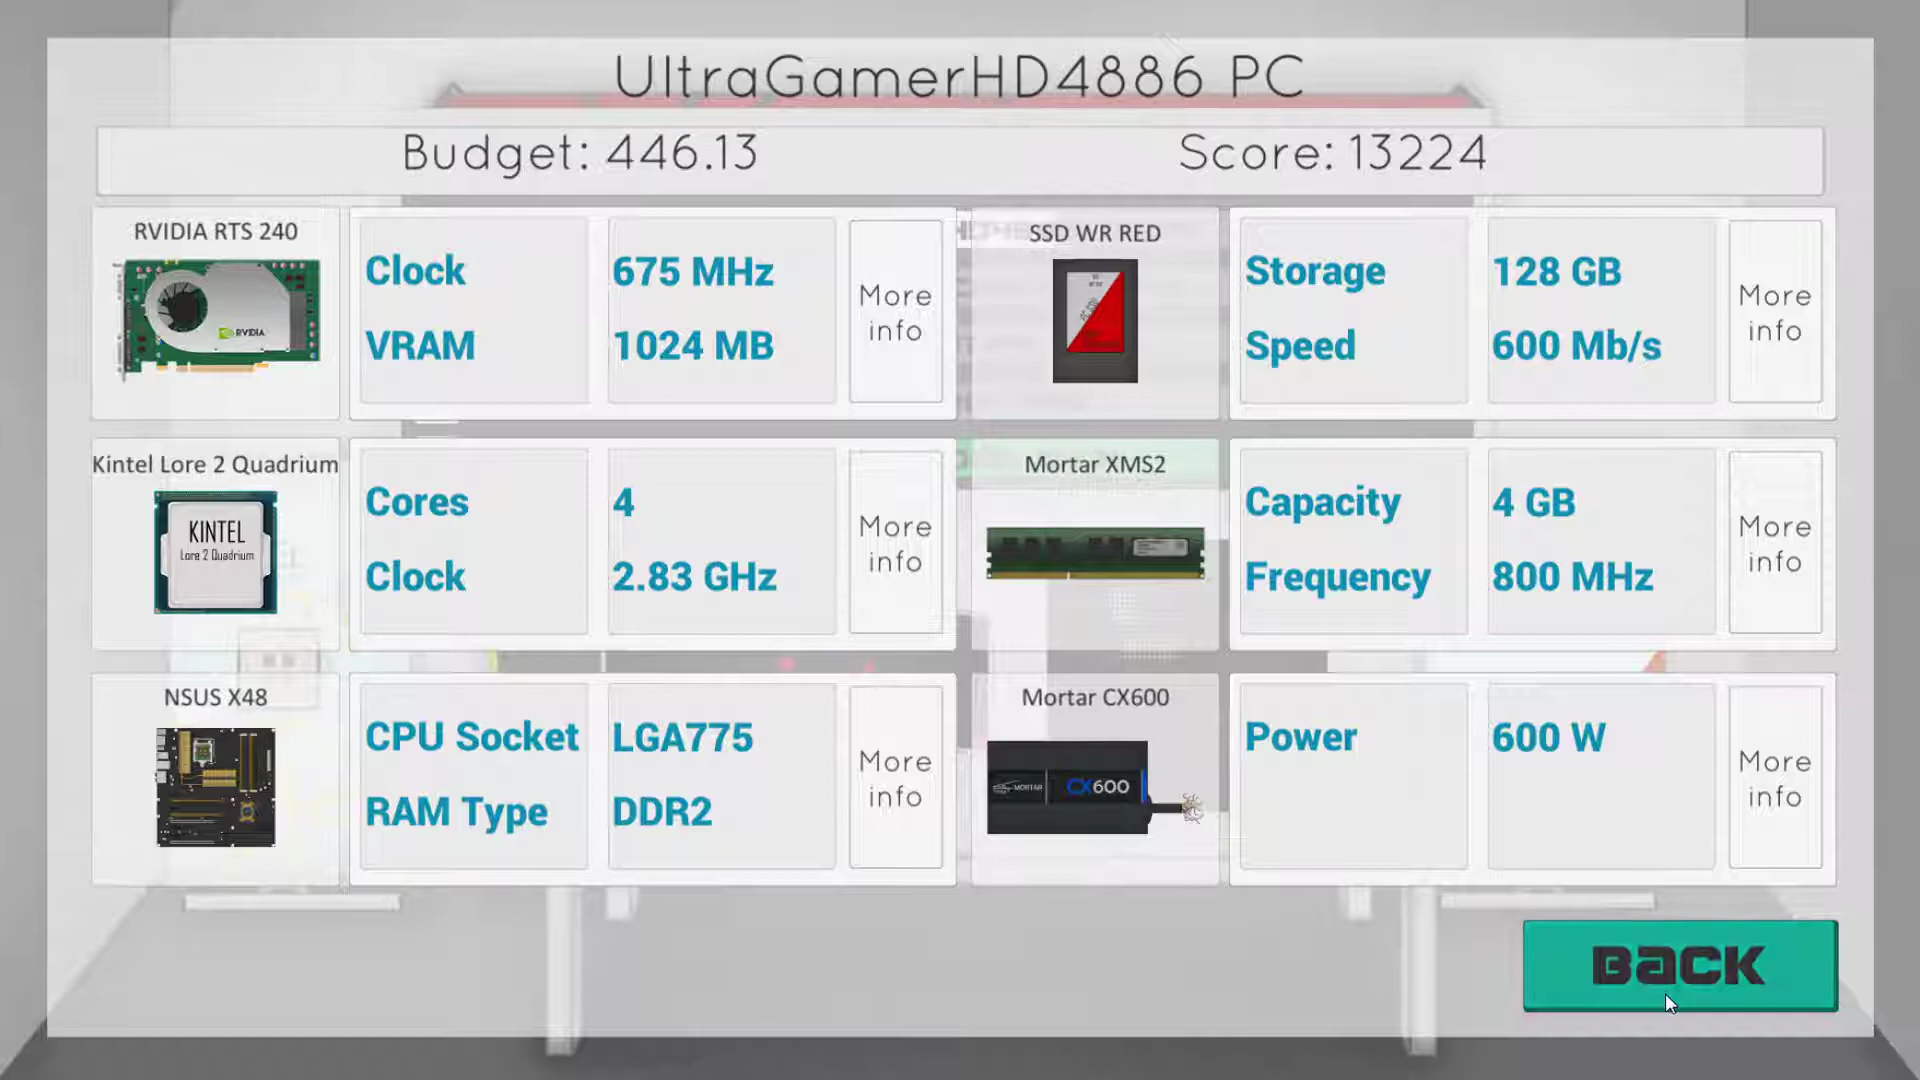 UltraGamerHD4886 PC
Budget: 446.13
Score: 13224
RVIDIA RTS 240
RVIDIA
Clock
675 MHz
VRAM
1024 MB
More
info
SSD WR RED
Storage
128 GB
Speed
600 Mb/s
More
info
Kintel Lore 2 Quadrium
KINTEL
Lore 2 Quadrium
Cores
4
Clock
2.83 GHz
More
info
Mortar XMS2
Capacity
4 GB
Frequency
800 MHz
More
info
NSUS X48
CPU Socket
LGA775
RAM Type
DDR2
More
info
Mortar CX600
MORTAR
CX600
Power
600 W
More
info
BACK